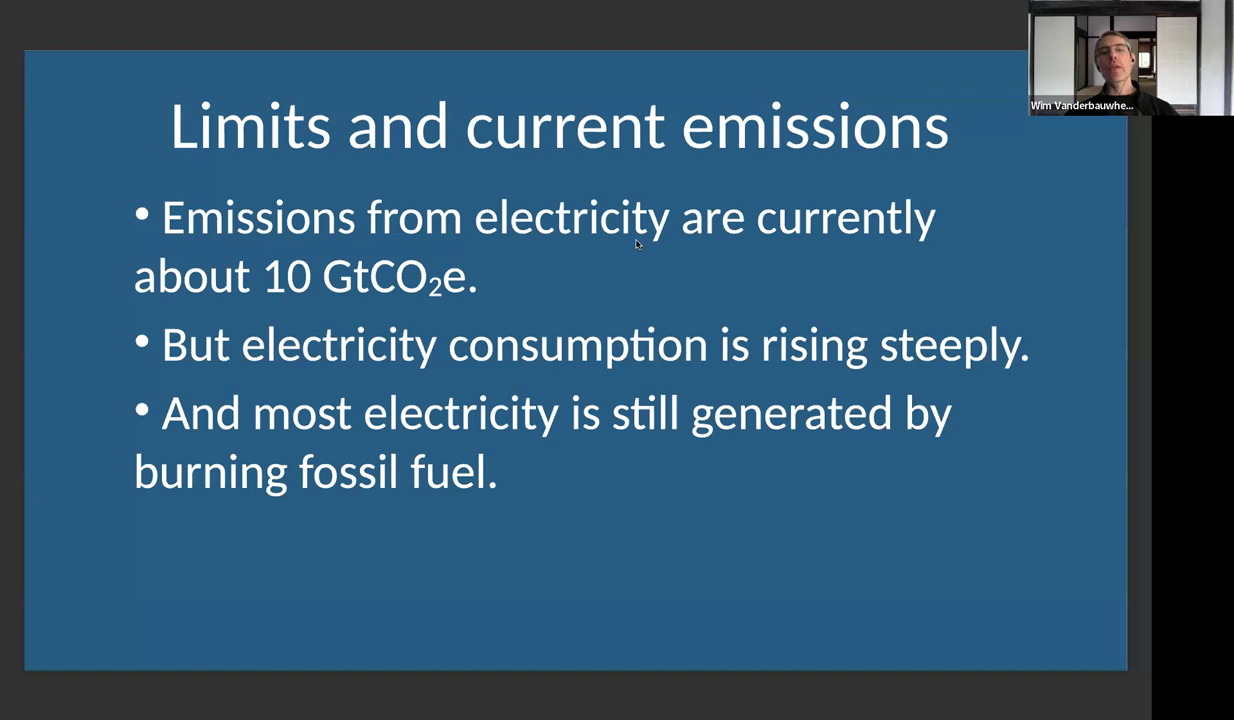 Wim Vanderbauwhe...
Limits and current emissions
• Emissions from electricity are currently
about 10 GtCO₂e.
• But electricity consumption is rising steeply.
• And most electricity is still generated by
burning fossil fuel.